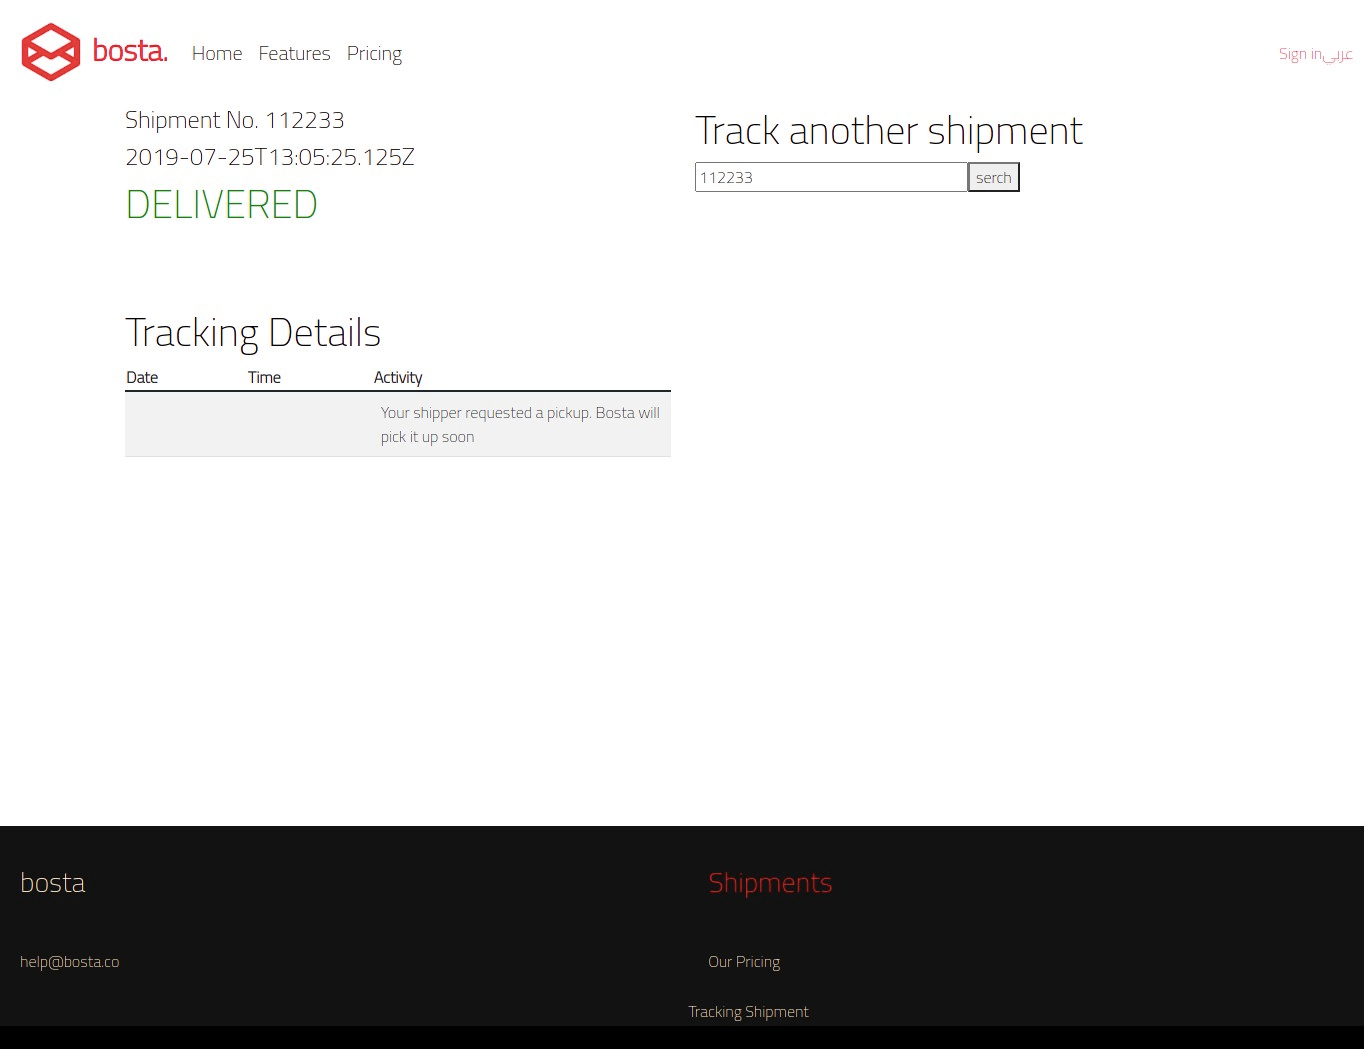 bosta.
Home Features Pricing
Sign in عربي
Shipment No. 112233
2019-07-25T13:05:25.125Z
DELIVERED
Track another shipment
112233 serch
Tracking Details
Date Time Activity
Your shipper requested a pickup. Bosta will
pick it up soon
bosta
Shipments
help@bosta.co
Our Pricing
Tracking Shipment